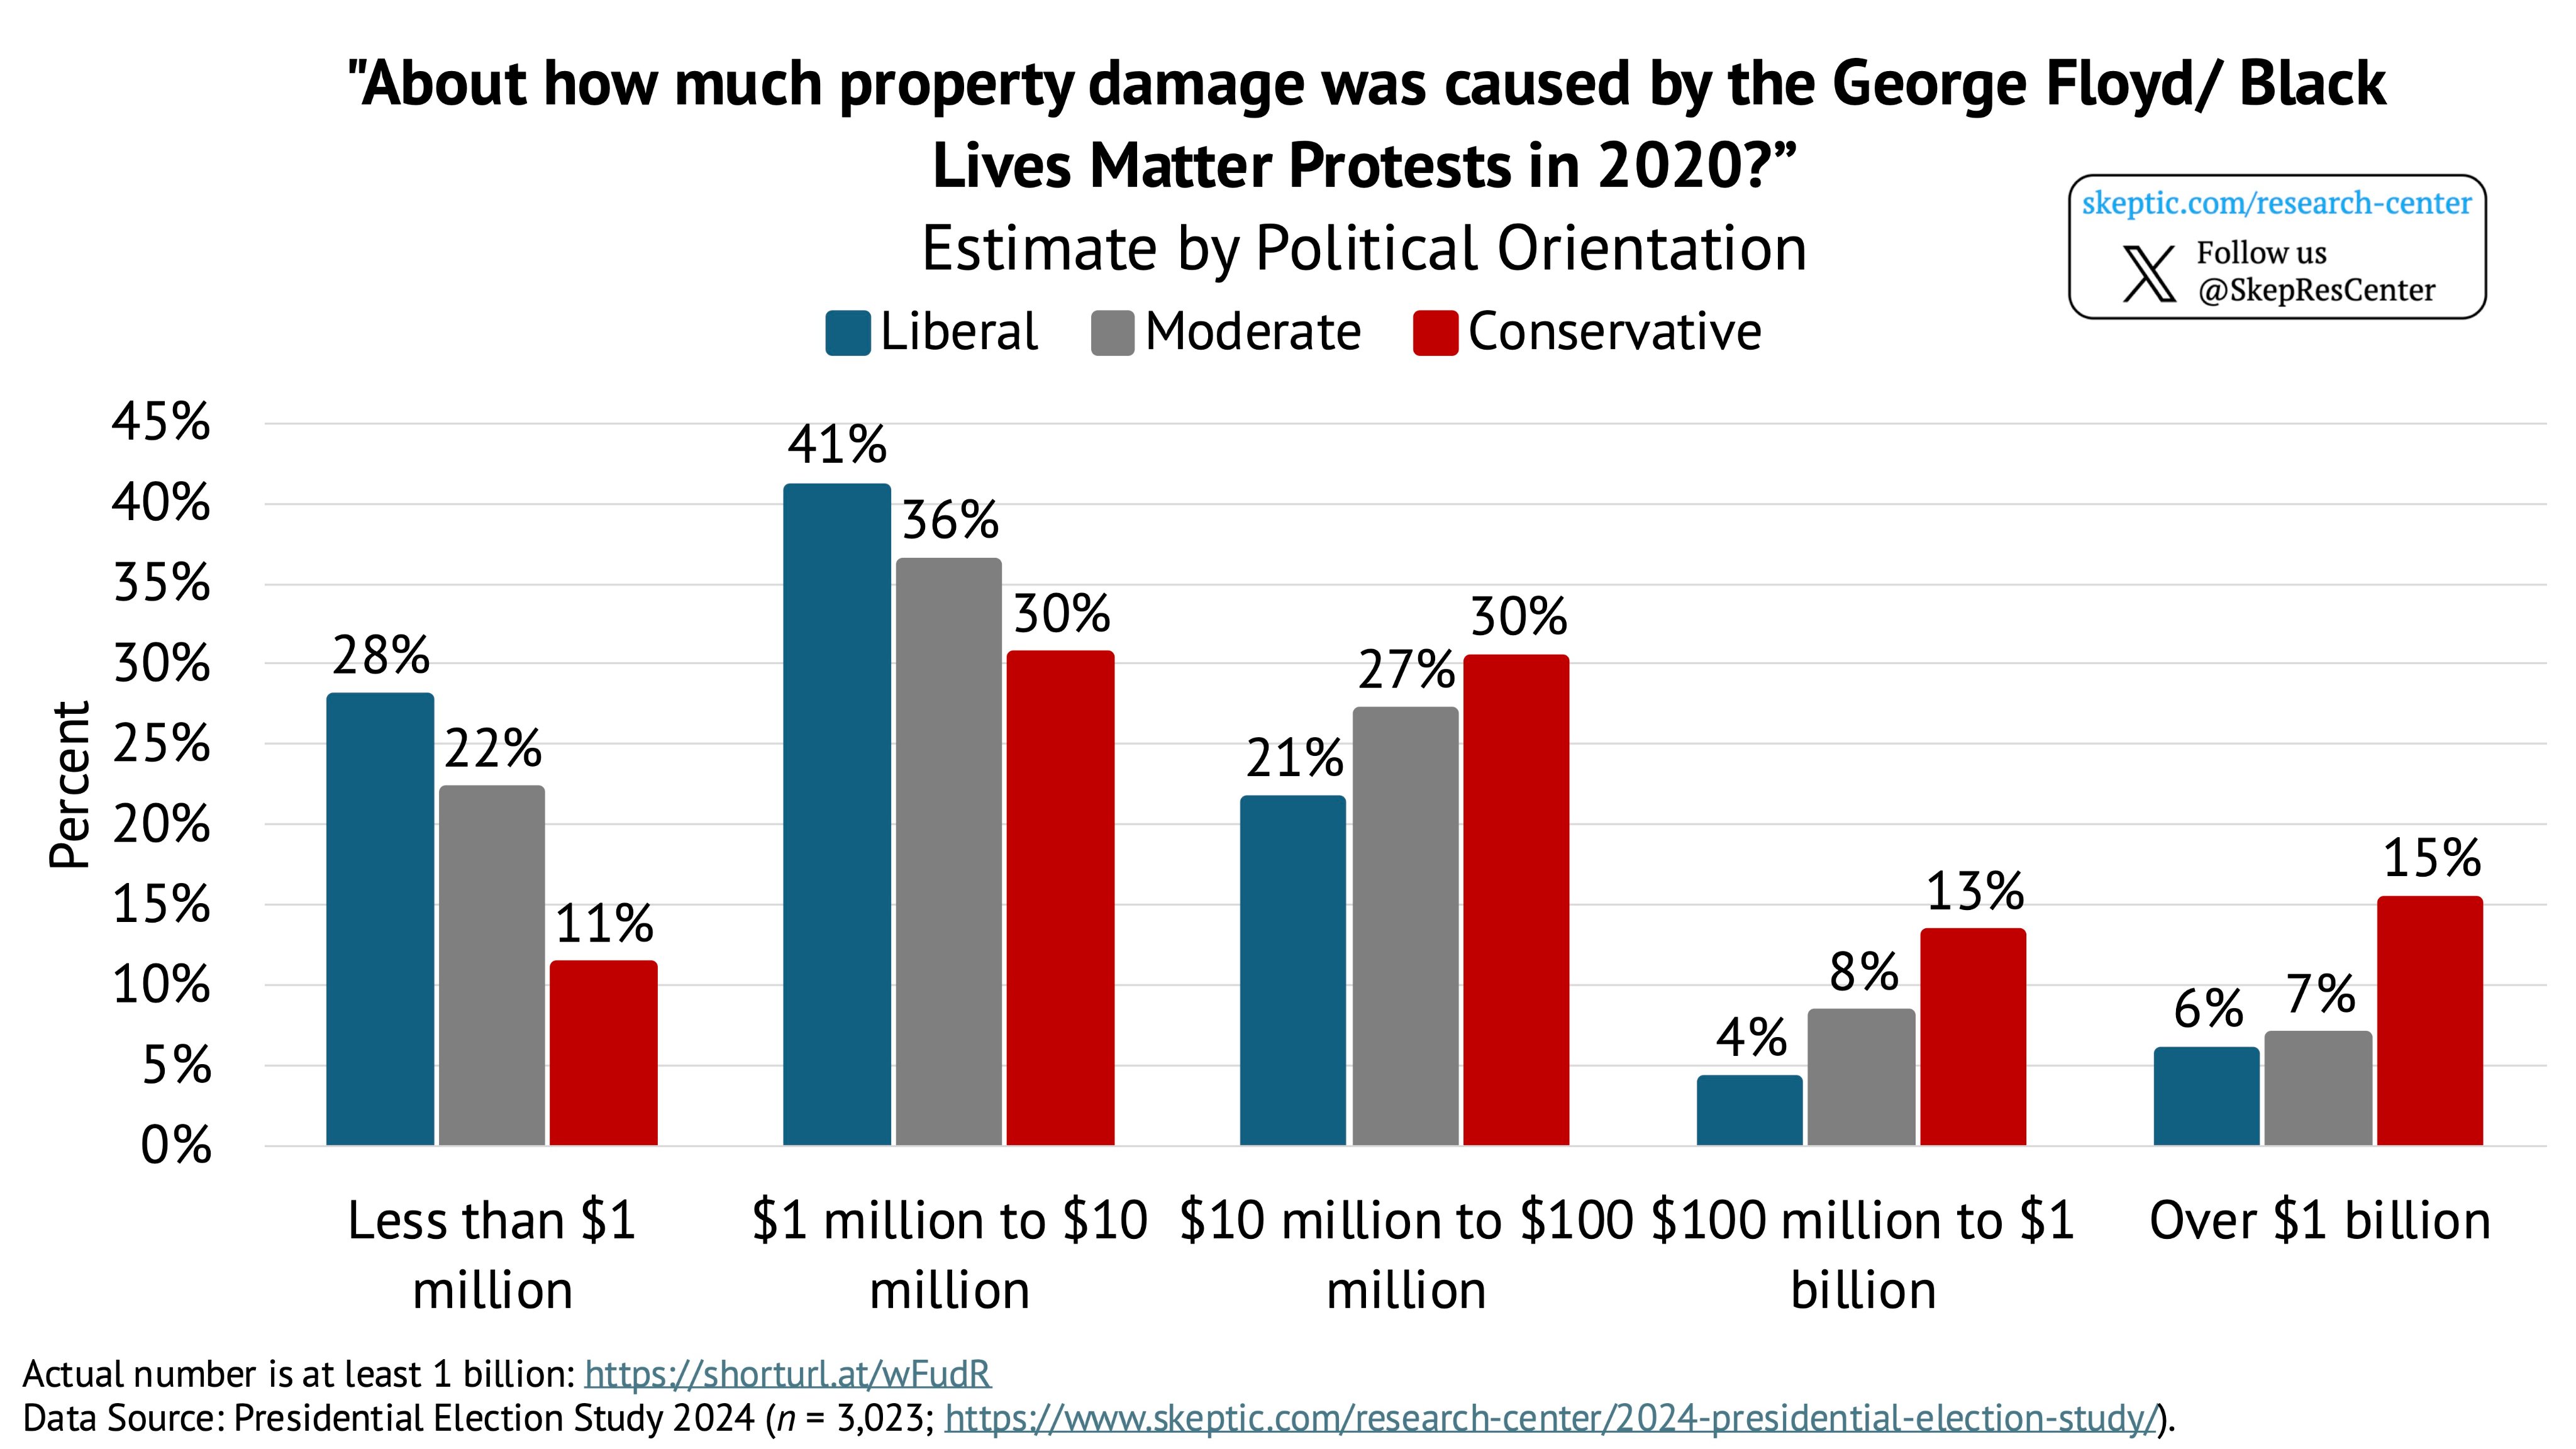 "About how much property damage was caused by the George Floyd/ Black
Lives Matter Protests in 2020?”
Estimate by Political Orientation
skeptic.com/research-center
Follow us
@SkepResCenter
Liberal Moderate Conservative
Percent
45%
40%
35%
30%
25%
20%
15%
10%
5%
0%
28% 22% 11%
41% 36% 30%
21% 27% 30%
4% 8% 13%
6% 7% 15%
Less than $1
million
$1 million to $10
million
$10 million to $100
million
$100 million to $1
billion
Over $1 billion
Actual number is at least 1 billion: https://shorturl.at/wFudR
Data Source: Presidential Election Study 2024 (n = 3,023; https://www.skeptic.com/research-center/2024-presidential-election-study/).